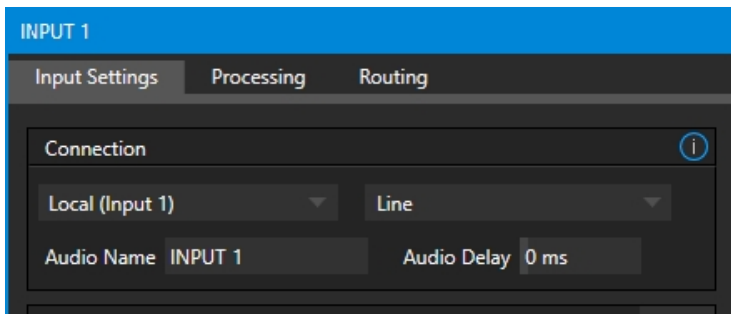 INPUT 1
Input Settings Processing Routing
Connection i
Local (Input 1) Line
Audio Name INPUT 1 Audio Delay 0 ms